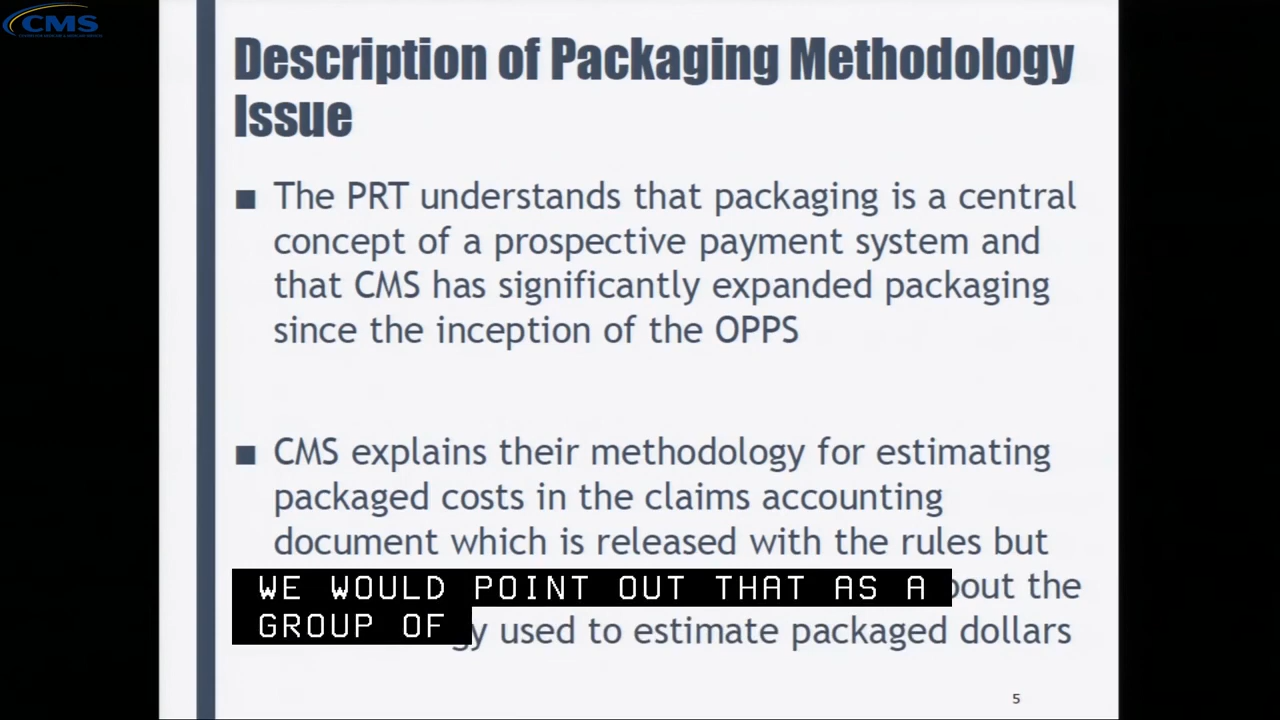 CMS
Description of Packaging Methodology
Issue
■ The PRT understands that packaging is a central
concept of a prospective payment system and
that CMS has significantly expanded packaging
since the inception of the OPPS
■ CMS explains their methodology for estimating
packaged costs in the claims accounting
document which is released with the rules but
WE WOULD POINT OUT THAT AS A
the
GROUP OF
used to estimate packaged dollars
5